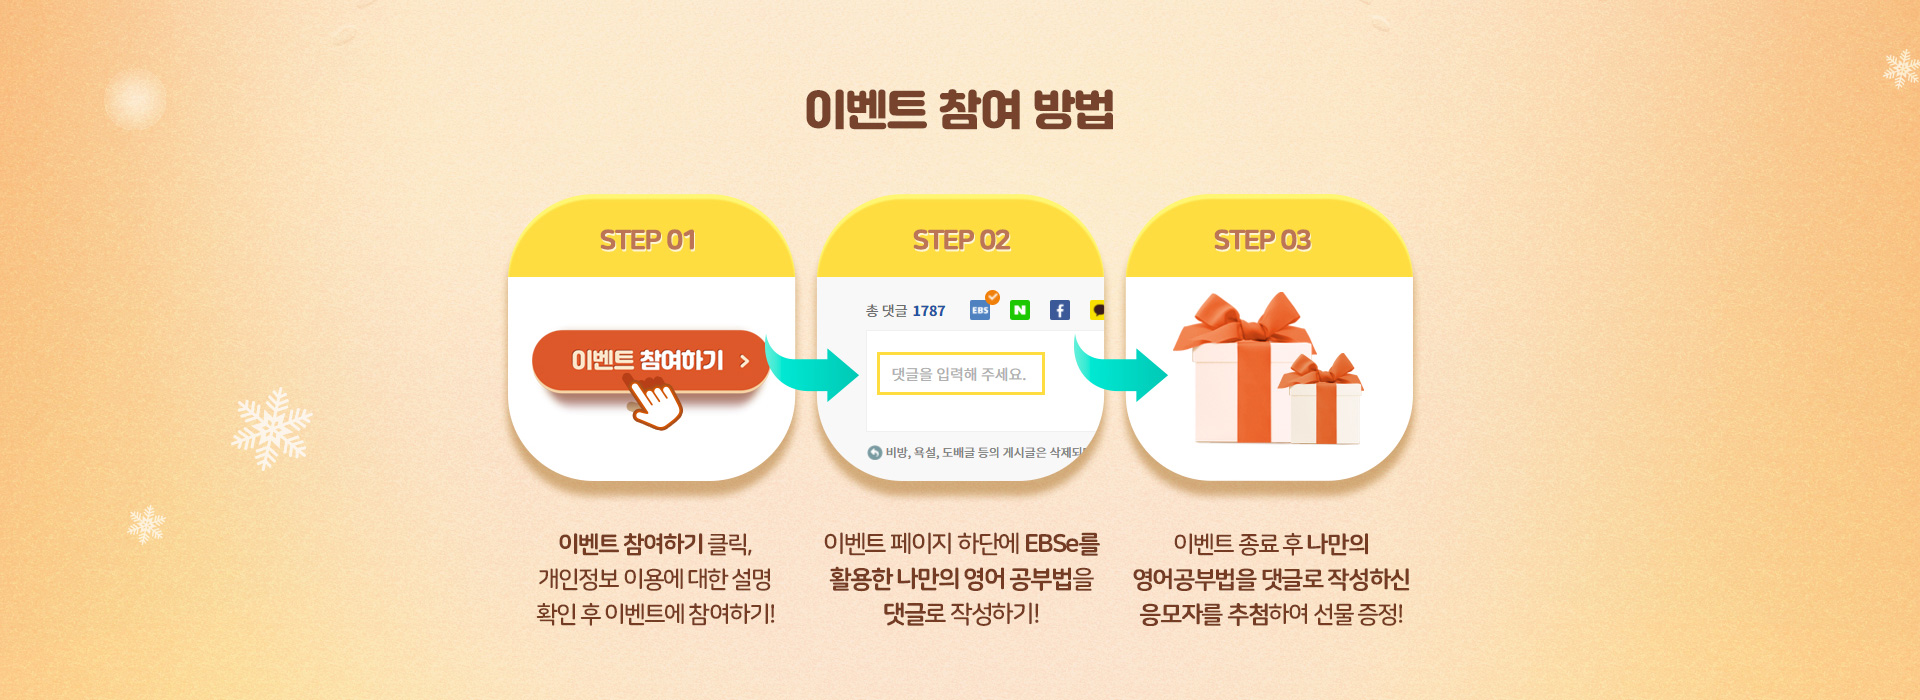 이벤트 참여 방법
STEP 01
이벤트 참여하기
이벤트 참여하기 클릭,
개인정보 이용에 대한 설명
확인 후 이벤트에 참여하기!
STEP 02
총 댓글 1787
EBS
N
f
댓글을 입력해 주세요.
비방, 욕설, 도배글 등의 게시글은
이벤트 페이지 하단에 EBSe를
활용한 나만의 영어 공부법을
댓글로 작성하기!
STEP 03
이벤트 종료 후 나만의
영어공부법을 댓글로 작성하신
응모자를 추첨하여 선물 증정!